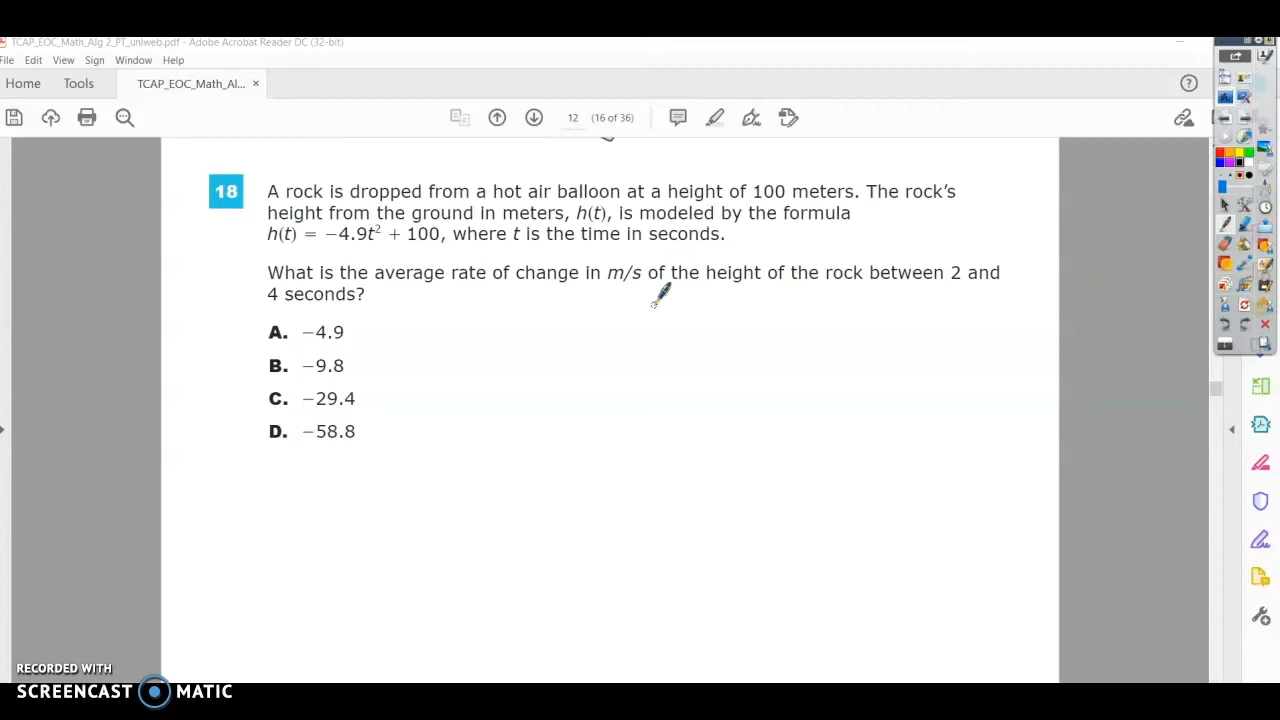 TCAP_EOC_Math_Alg 2_PT_uniweb.pdf - Adobe Acrobat Reader DC (32-bit)
File Edit View Sign Window Help
Home Tools TCAP_EOC_Math_Al... ×
12 (16 of 36)
18 A rock is dropped from a hot air balloon at a height of 100 meters. The rock’s
height from the ground in meters, h(t), is modeled by the formula
h(t) = −4.9t² + 100, where t is the time in seconds.
What is the average rate of change in m/s of the height of the rock between 2 and
4 seconds?
A. −4.9
B. −9.8
C. −29.4
D. −58.8
RECORDED WITH
SCREENCAST MATIC